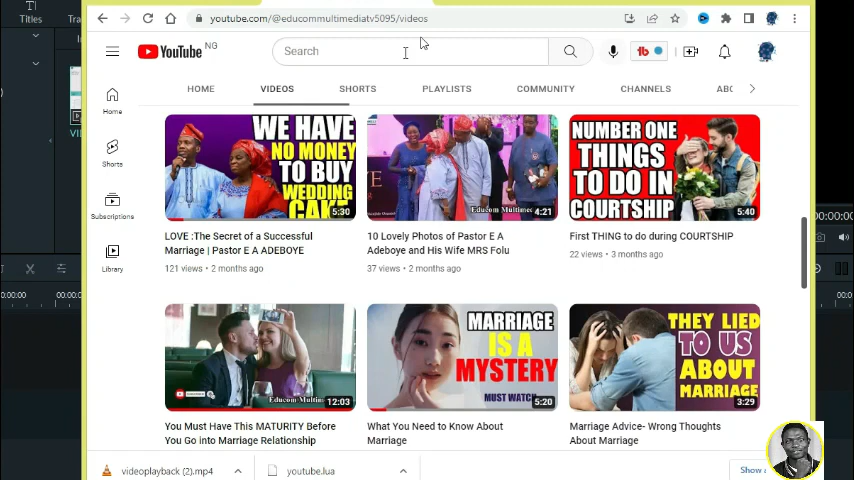 youtube.com/@educommultimediatv5095/videos
Titles
YouTube NG
Search
HOME VIDEOS SHORTS PLAYLISTS COMMUNITY CHANNELS
Home
Shorts
Subscriptions
Library
WE HAVE
NO MONEY
TO BUY
WEDDING
CAKE
5:30
4:21
NUMBER ONE
THINGS
TO DO IN
COURTSHIP
5:40
LOVE :The Secret of a Successful
Marriage | Pastor E A ADEBOYE
121 views • 2 months ago
10 Lovely Photos of Pastor E A
Adeboye and His Wife MRS Folu
37 views • 2 months ago
First THING to do during COURTSHIP
22 views • 3 months ago
12:03
MARRIAGE
IS A
MYSTERY
MUST WATCH
5:20
THEY LIED
TO US
ABOUT
MARRIAGE
3:29
You Must Have This MATURITY Before
You Go into Marriage Relationship
What You Need to Know About
Marriage
Marriage Advice- Wrong Thoughts
About Marriage
videoplayback (2).mp4
youtube.lua
Show